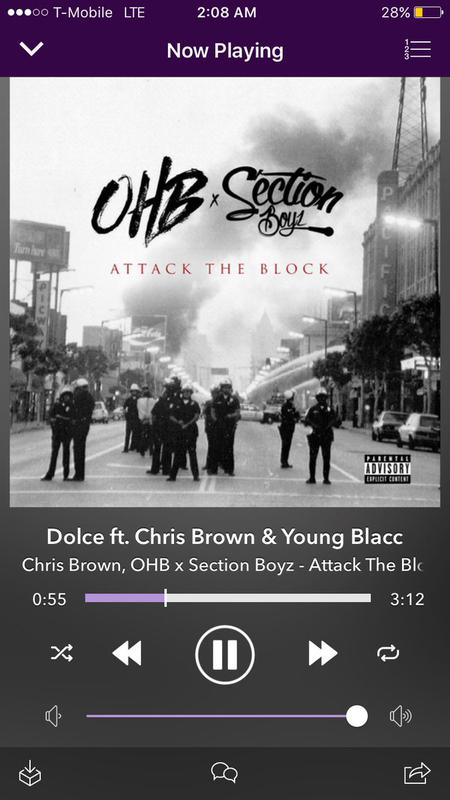 T-Mobile LTE 2:08 AM 28%
Now Playing
1
2
3
OHB x Section
Boyz
ATTACK THE BLOCK
Turn here
PACIFIC
PARENTAL
ADVISORY
EXPLICIT CONTENT
Dolce ft. Chris Brown & Young Blacc
Chris Brown, OHB x Section Boyz - Attack The Blo
0:55 3:12